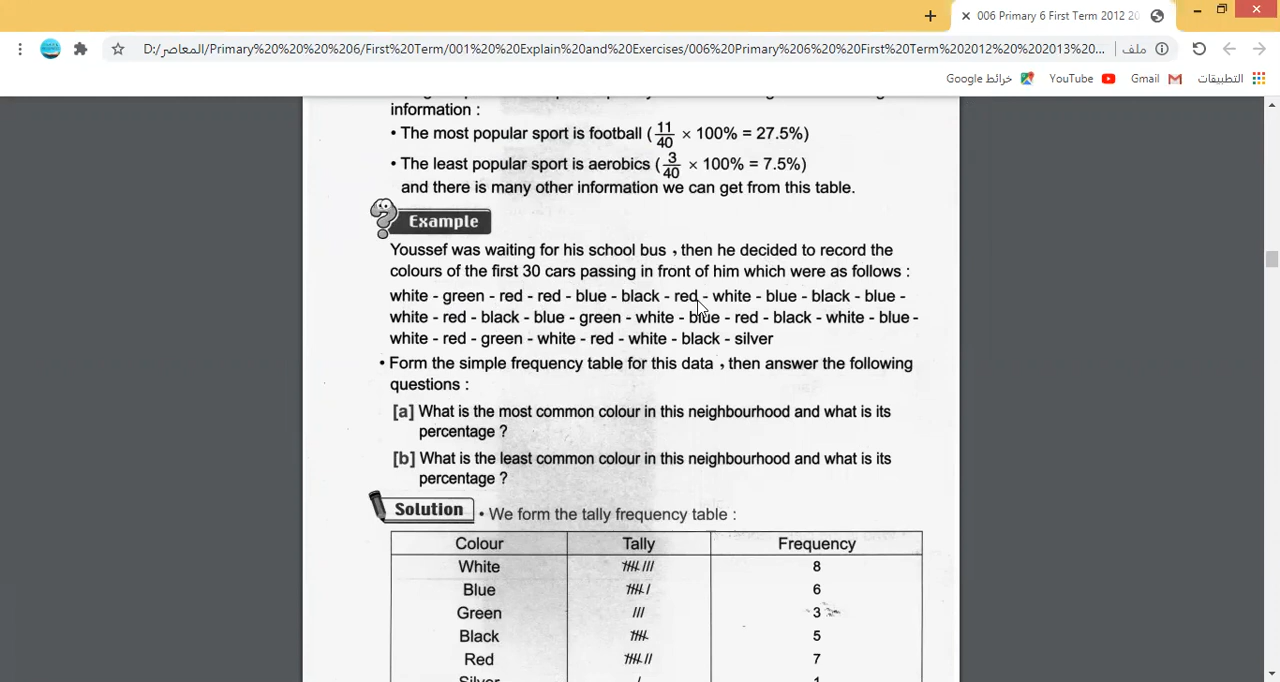 006 Primary 6 First Term 2012 20
D:/المعاصر/Primary%20%20%206/First%20Term/001%20%20Explain%20and%20Exercises/006%20Primary%206%20%20First%20Term%202012%20%202013%20... ملف
خرائط Google YouTube Gmail التطبيقات
information :
• The most popular sport is football (11/40 × 100% = 27.5%)
• The least popular sport is aerobics (3/40 × 100% = 7.5%)
and there is many other information we can get from this table.
Example
Youssef was waiting for his school bus , then he decided to record the
colours of the first 30 cars passing in front of him which were as follows :
white - green - red - red - blue - black - red - white - blue - black - blue -
white - red - black - blue - green - white - blue - red - black - white - blue -
white - red - green - white - red - white - black - silver
• Form the simple frequency table for this data , then answer the following
questions :
[a] What is the most common colour in this neighbourhood and what is its
percentage ?
[b] What is the least common colour in this neighbourhood and what is its
percentage ?
Solution • We form the tally frequency table :
Colour Tally Frequency
White 8
Blue 6
Green 3
Black 5
Red 7
Silver 1